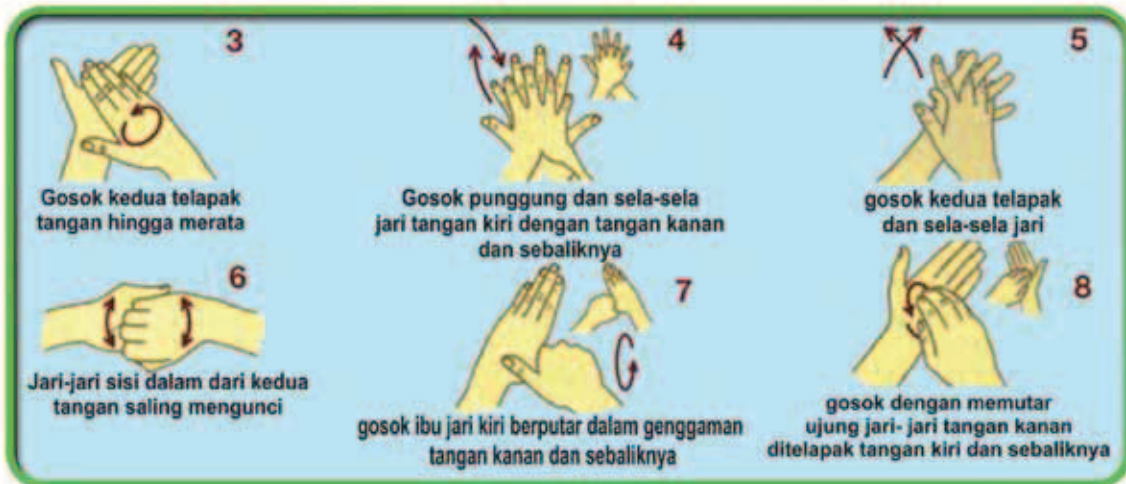 3
Gosok kedua telapak
tangan hingga merata
4
Gosok punggung dan sela-sela
jari tangan kiri dengan tangan kanan
dan sebaliknya
5
gosok kedua telapak
dan sela-sela jari
6
Jari-jari sisi dalam dari kedua
tangan saling mengunci
7
gosok ibu jari kiri berputar dalam genggaman
tangan kanan dan sebaliknya
8
gosok dengan memutar
ujung jari- jari tangan kanan
ditelapak tangan kiri dan sebaliknya